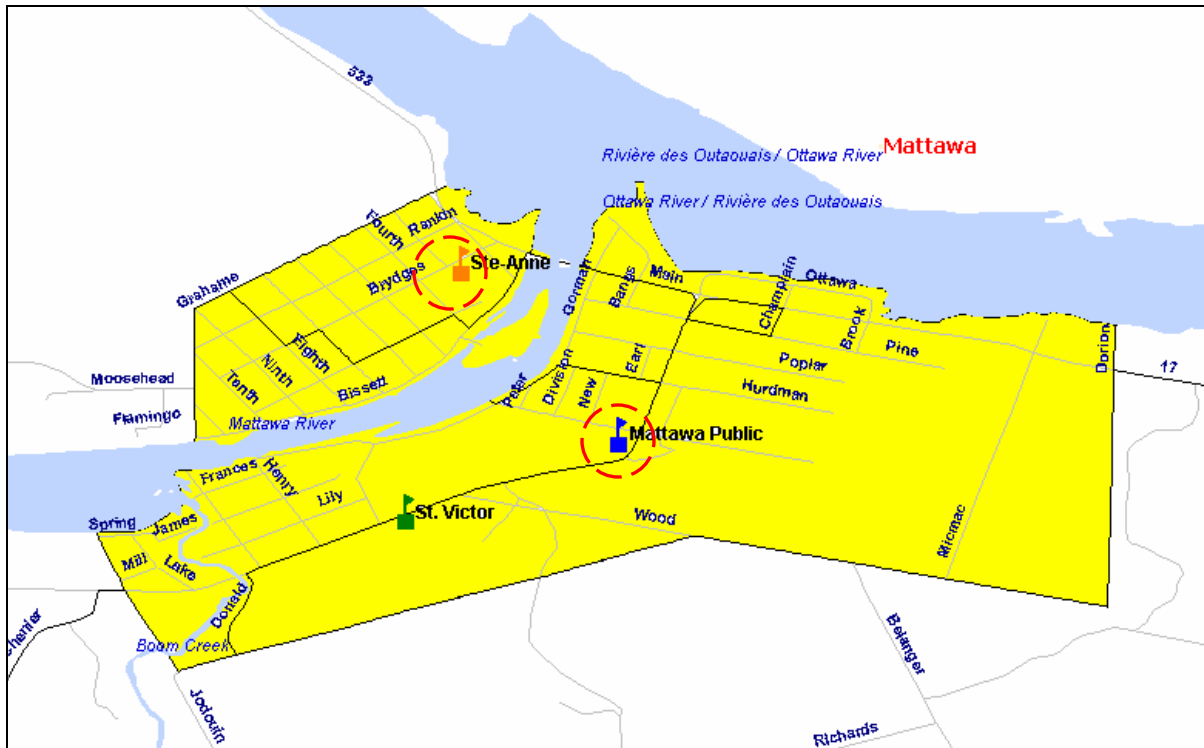 533
Rivière des Outaouais / Ottawa River
Mattawa
Ottawa River / Rivière des Outaouais
Fourth
Rankin
Ste-Anne
Brydges
Grahame
Gorman
Bangs
Main
Champlain
Ottawa
Brook
Pine
Dorion
17
Eighth
Ninth
Tenth
Bissett
Moosehead
Flamingo
Mattawa River
Peter
Division
New
Earl
Poplar
Hurdman
Mattawa Public
Frances
Henry
Lily
St. Victor
Wood
Micmac
Spring
James
Mill
Lake
Donald
Boom Creek
Jodouin
Belanger
Richards